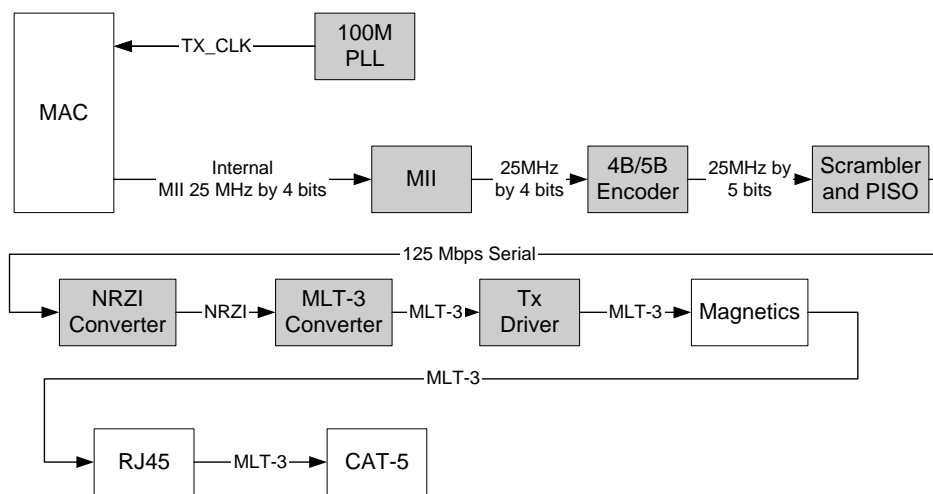 100M
PLL
TX_CLK
MAC
Internal
MII 25 MHz by 4 bits
MII
25MHz
by 4 bits
4B/5B
Encoder
25MHz by
5 bits
Scrambler
and PISO
125 Mbps Serial
NRZI
Converter
NRZI
MLT-3
Converter
MLT-3
Tx
Driver
MLT-3
Magnetics
MLT-3
RJ45
MLT-3
CAT-5